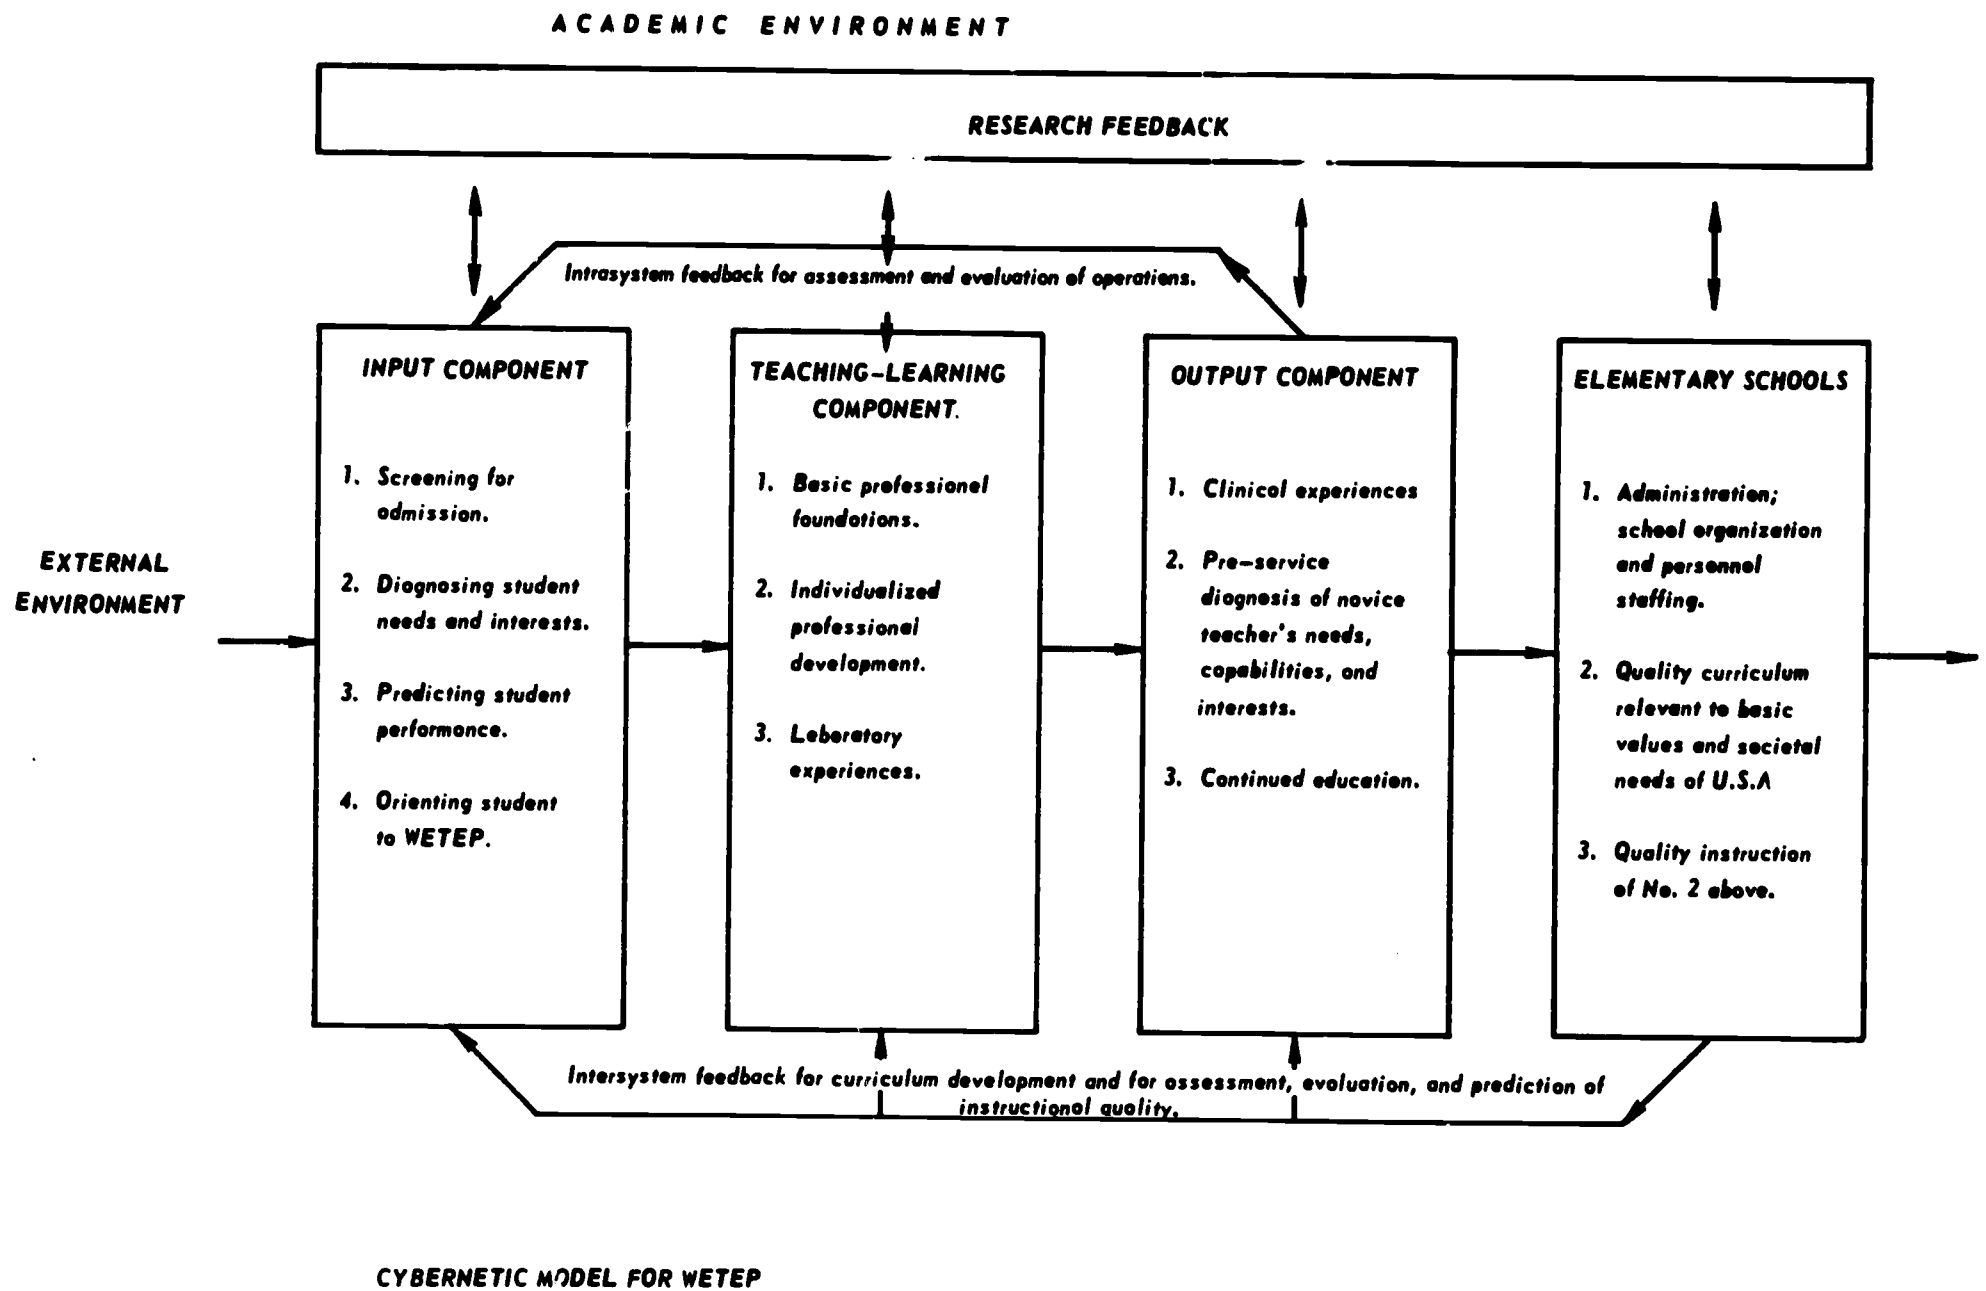 ACADEMIC ENVIRONMENT
RESEARCH FEEDBACK
Intrasystem feedback for assessment and evaluation of operations.
EXTERNAL
ENVIRONMENT
INPUT COMPONENT
1. Screening for
admission.
2. Diagnosing student
needs and interests.
3. Predicting student
performance.
4. Orienting student
to WETEP.
TEACHING-LEARNING
COMPONENT.
1. Basic professional
foundations.
2. Individualized
professional
development.
3. Laboratory
experiences.
OUTPUT COMPONENT
1. Clinical experiences
2. Pre-service
diagnosis of novice
teacher's needs,
capabilities, and
interests.
3. Continued education.
ELEMENTARY SCHOOLS
1. Administration;
school organization
and personnel
staffing.
2. Quality curriculum
relevant to basic
values and societal
needs of U.S.A
3. Quality instruction
of No. 2 above.
Intersystem feedback for curriculum development and for assessment, evaluation, and prediction of
instructional quality.
CYBERNETIC MODEL FOR WETEP